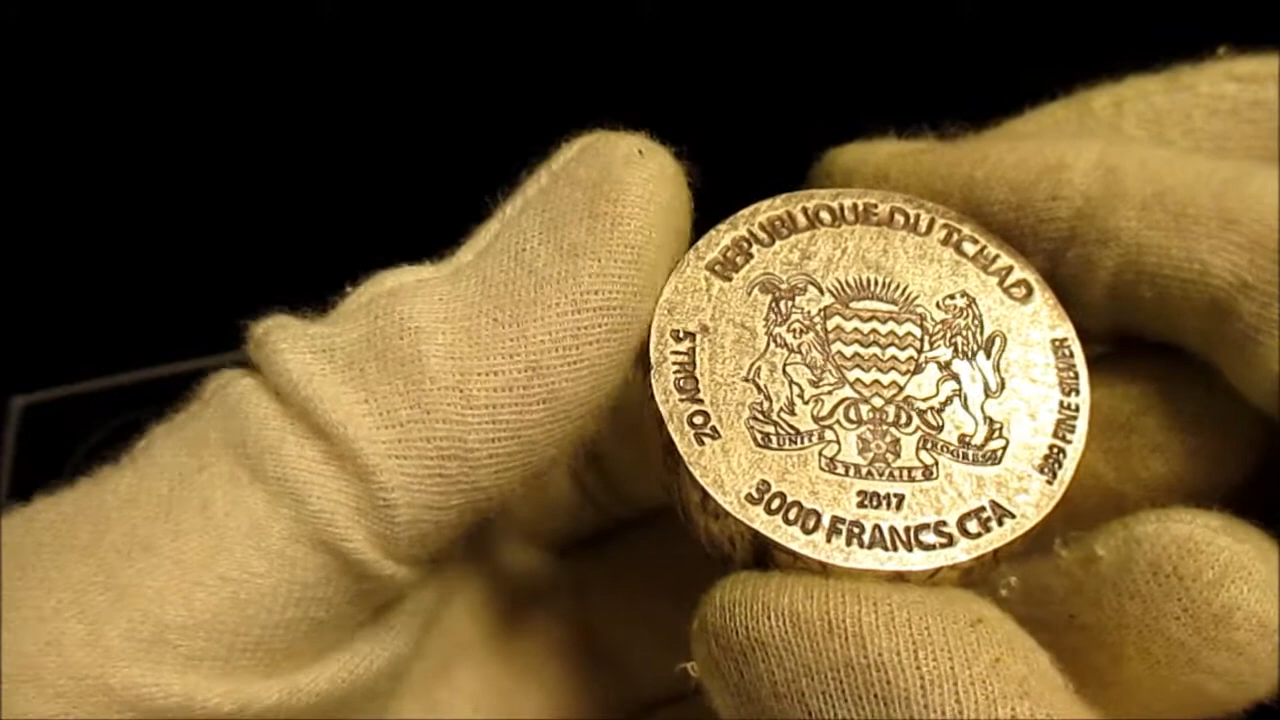 REPUBLIQUE DU TCHAD
5 TROY OZ
999 FINE SILVER
UNITE
TRAVAIL
PROGRES
2017
3000 FRANCS CFA